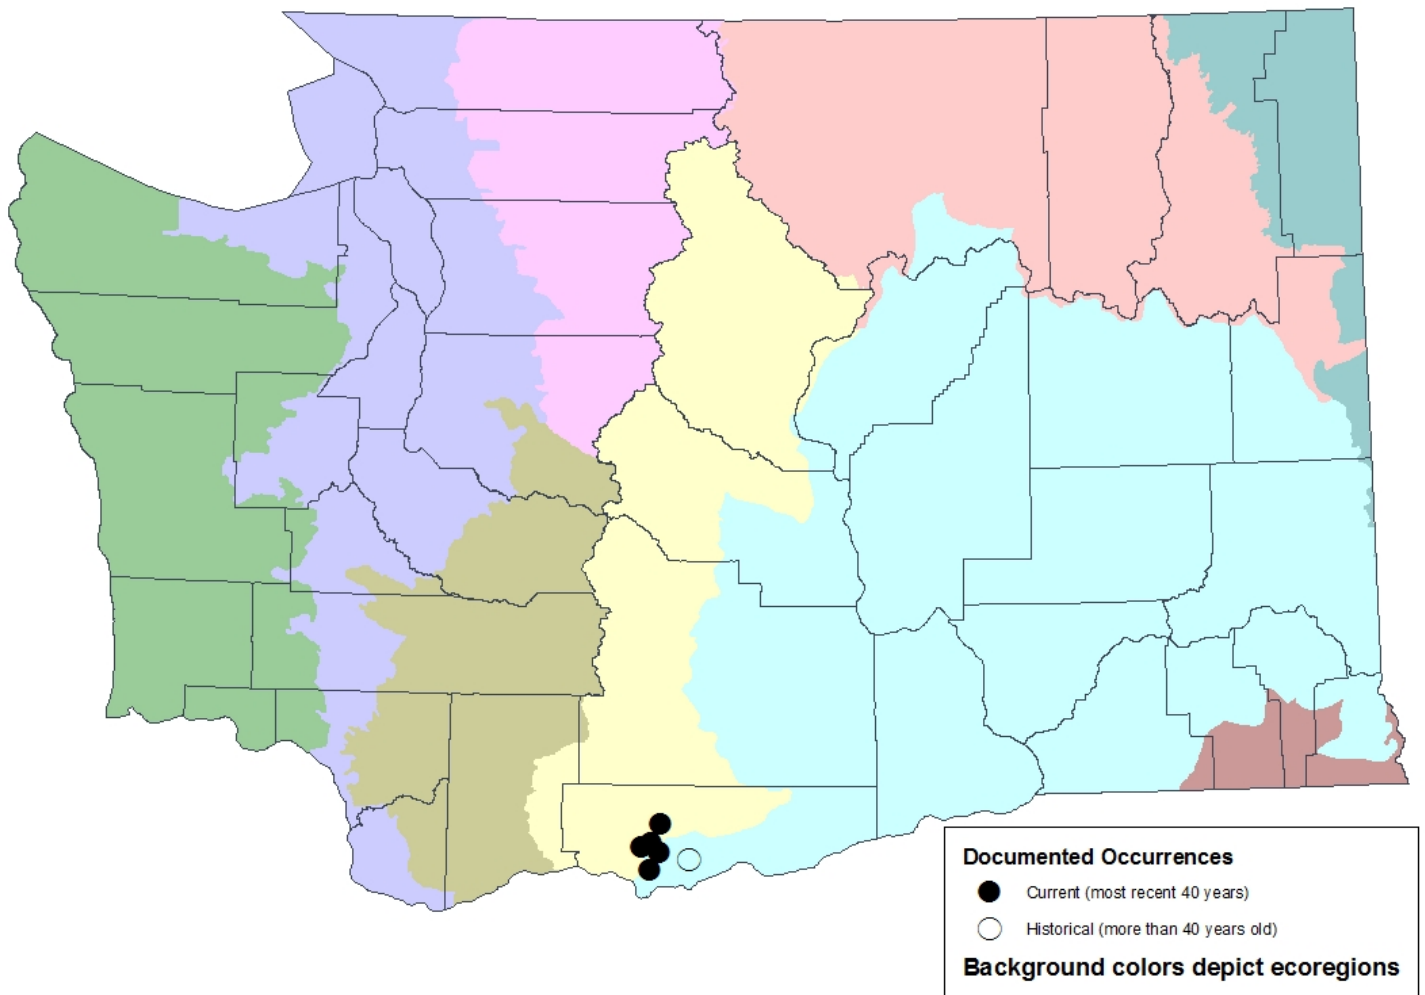 Documented Occurrences
Current (most recent 40 years)
Historical (more than 40 years old)
Background colors depict ecoregions